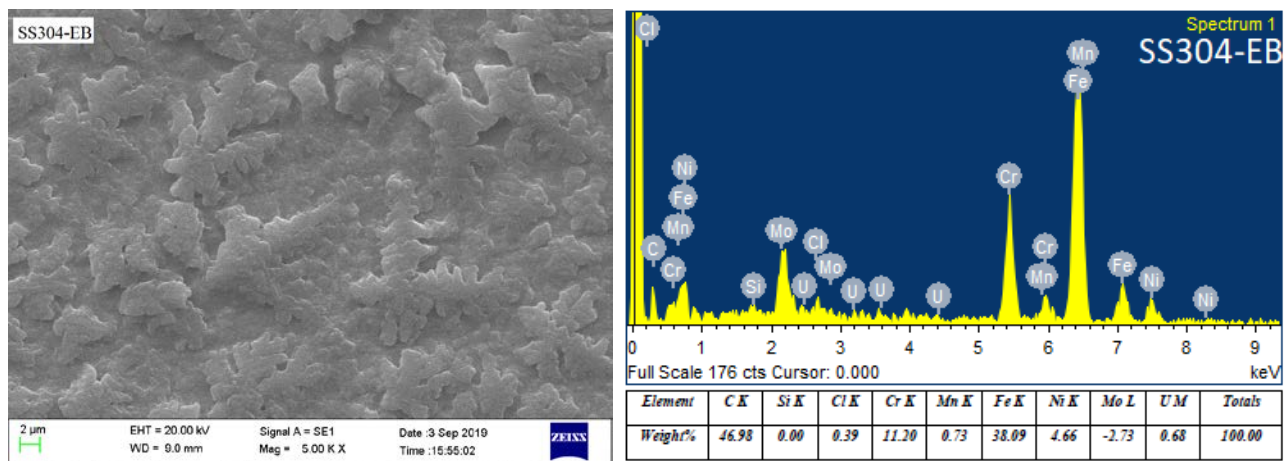 SS304-EB
2 µm
EHT = 20.00 kV
WD = 9.0 mm
Signal A = SE1
Mag = 5.00 K X
Date :3 Sep 2019
Time :15:55:02
ZEISS
Spectrum 1
SS304-EB
Cl
Mn
Fe
Ni
Fe
Mn
C
Cr
Si
Mo
U
Cl
Mo
U
U
U
Cr
Cr
Mn
Fe
Ni
Ni
0 1 2 3 4 5 6 7 8 9
Full Scale 176 cts Cursor: 0.000
keV
Element C K Si K Cl K Cr K Mn K Fe K Ni K Mo L U M Totals
Weight% 46.98 0.00 0.39 11.20 0.73 38.09 4.66 -2.73 0.68 100.00